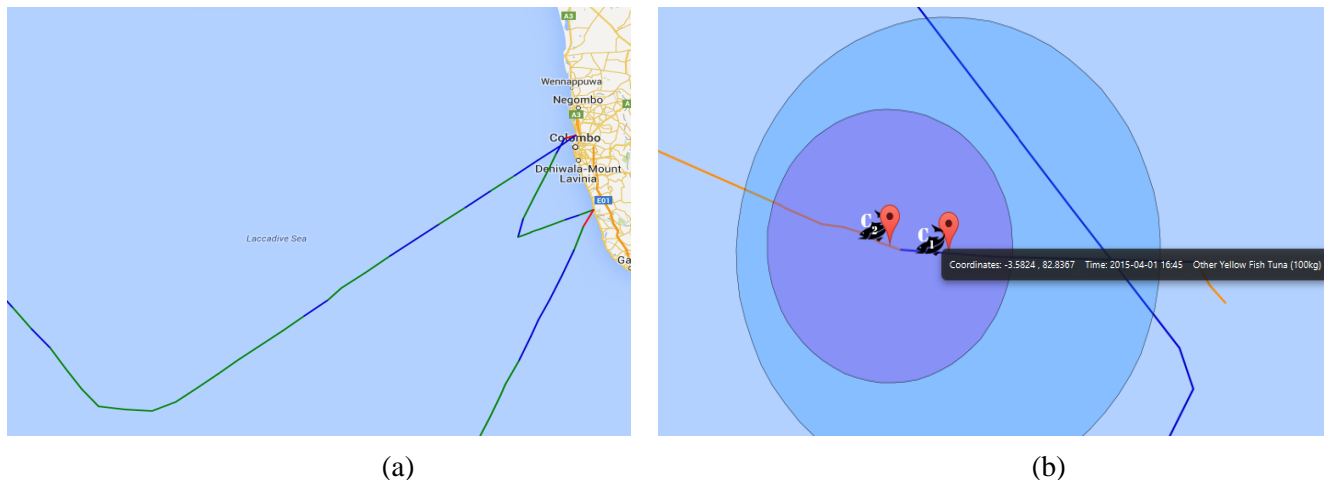 A3
Wennappuwa
Negombo
A3
Colombo
Deniwala-Mount
Lavinia
E01
Laccadive Sea
Ga
C 2
C 1
Coordinates: -3.5824 , 82.8367 Time: 2015-04-01 16:45 Other Yellow Fish Tuna (100kg)
(a)
(b)